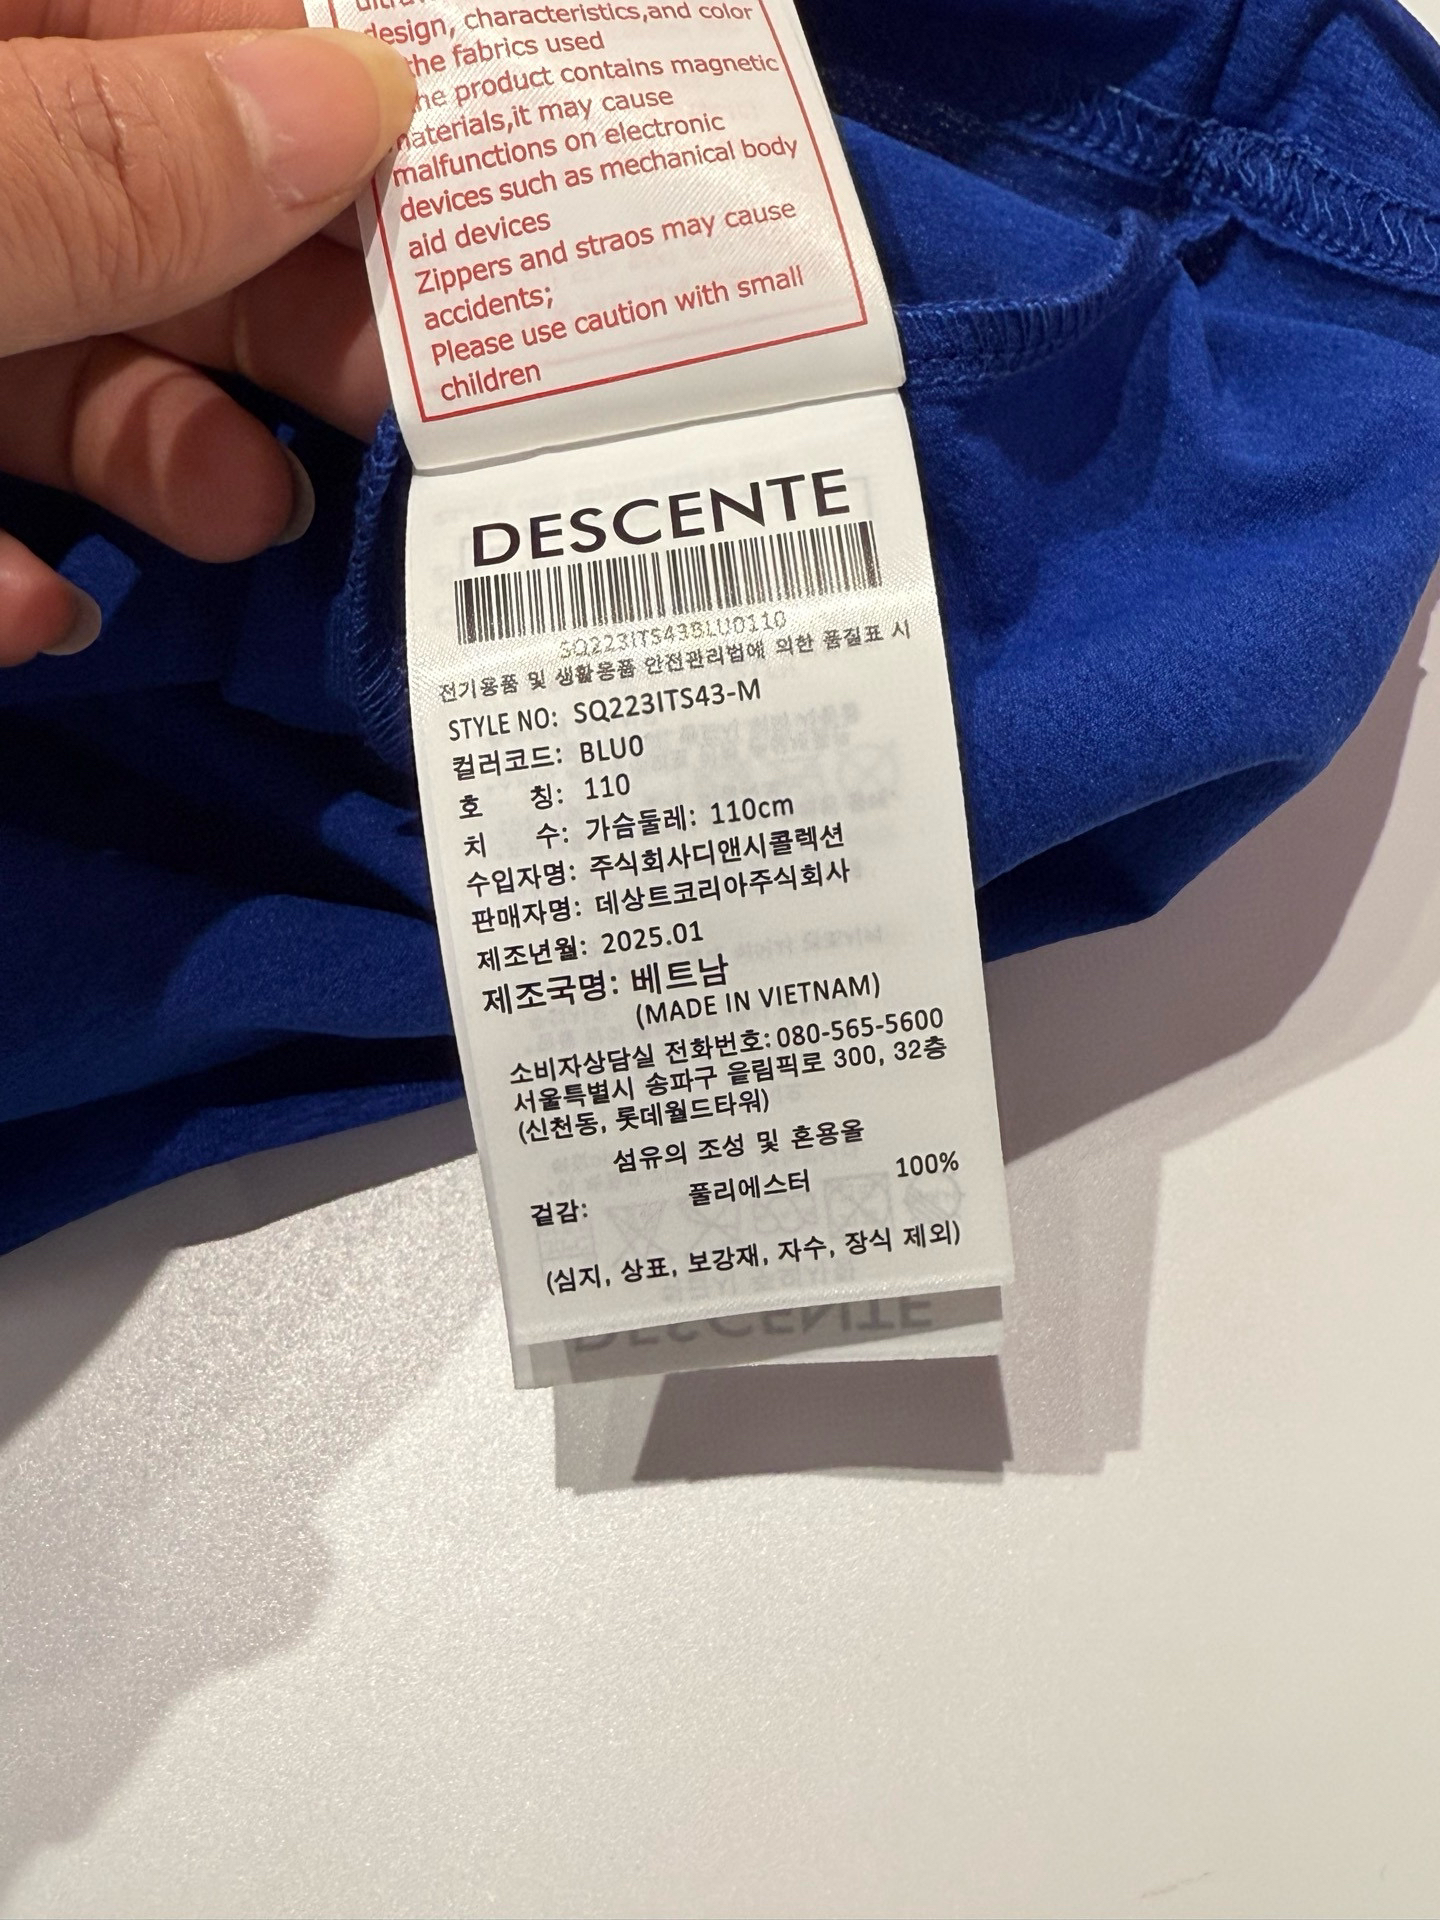 design, characteristics,and color
the fabrics used
the product contains magnetic
materials,it may cause
malfunctions on electronic
devices such as mechanical body
aid devices
Zippers and straos may cause
accidents;
Please use caution with small
children
DESCENTE
SQ223ITS43BLU0110
전기용품 및 생활용품 안전관리법에 의한 품질표 시
STYLE NO: SQ223ITS43-M
컬러코드: BLU0
호 칭: 110
치 수: 가슴둘레: 110cm
수입자명: 주식회사디앤시콜렉션
판매자명: 데상트코리아주식회사
제조년월: 2025.01
제조국명: 베트남
(MADE IN VIETNAM)
소비자상담실 전화번호: 080-565-5600
서울특별시 송파구 올림픽로 300, 32층
(신천동, 롯데월드타워)
섬유의 조성 및 혼용율
겉감: 폴리에스터 100%
(심지, 상표, 보강재, 자수, 장식 제외)
DESCENTE